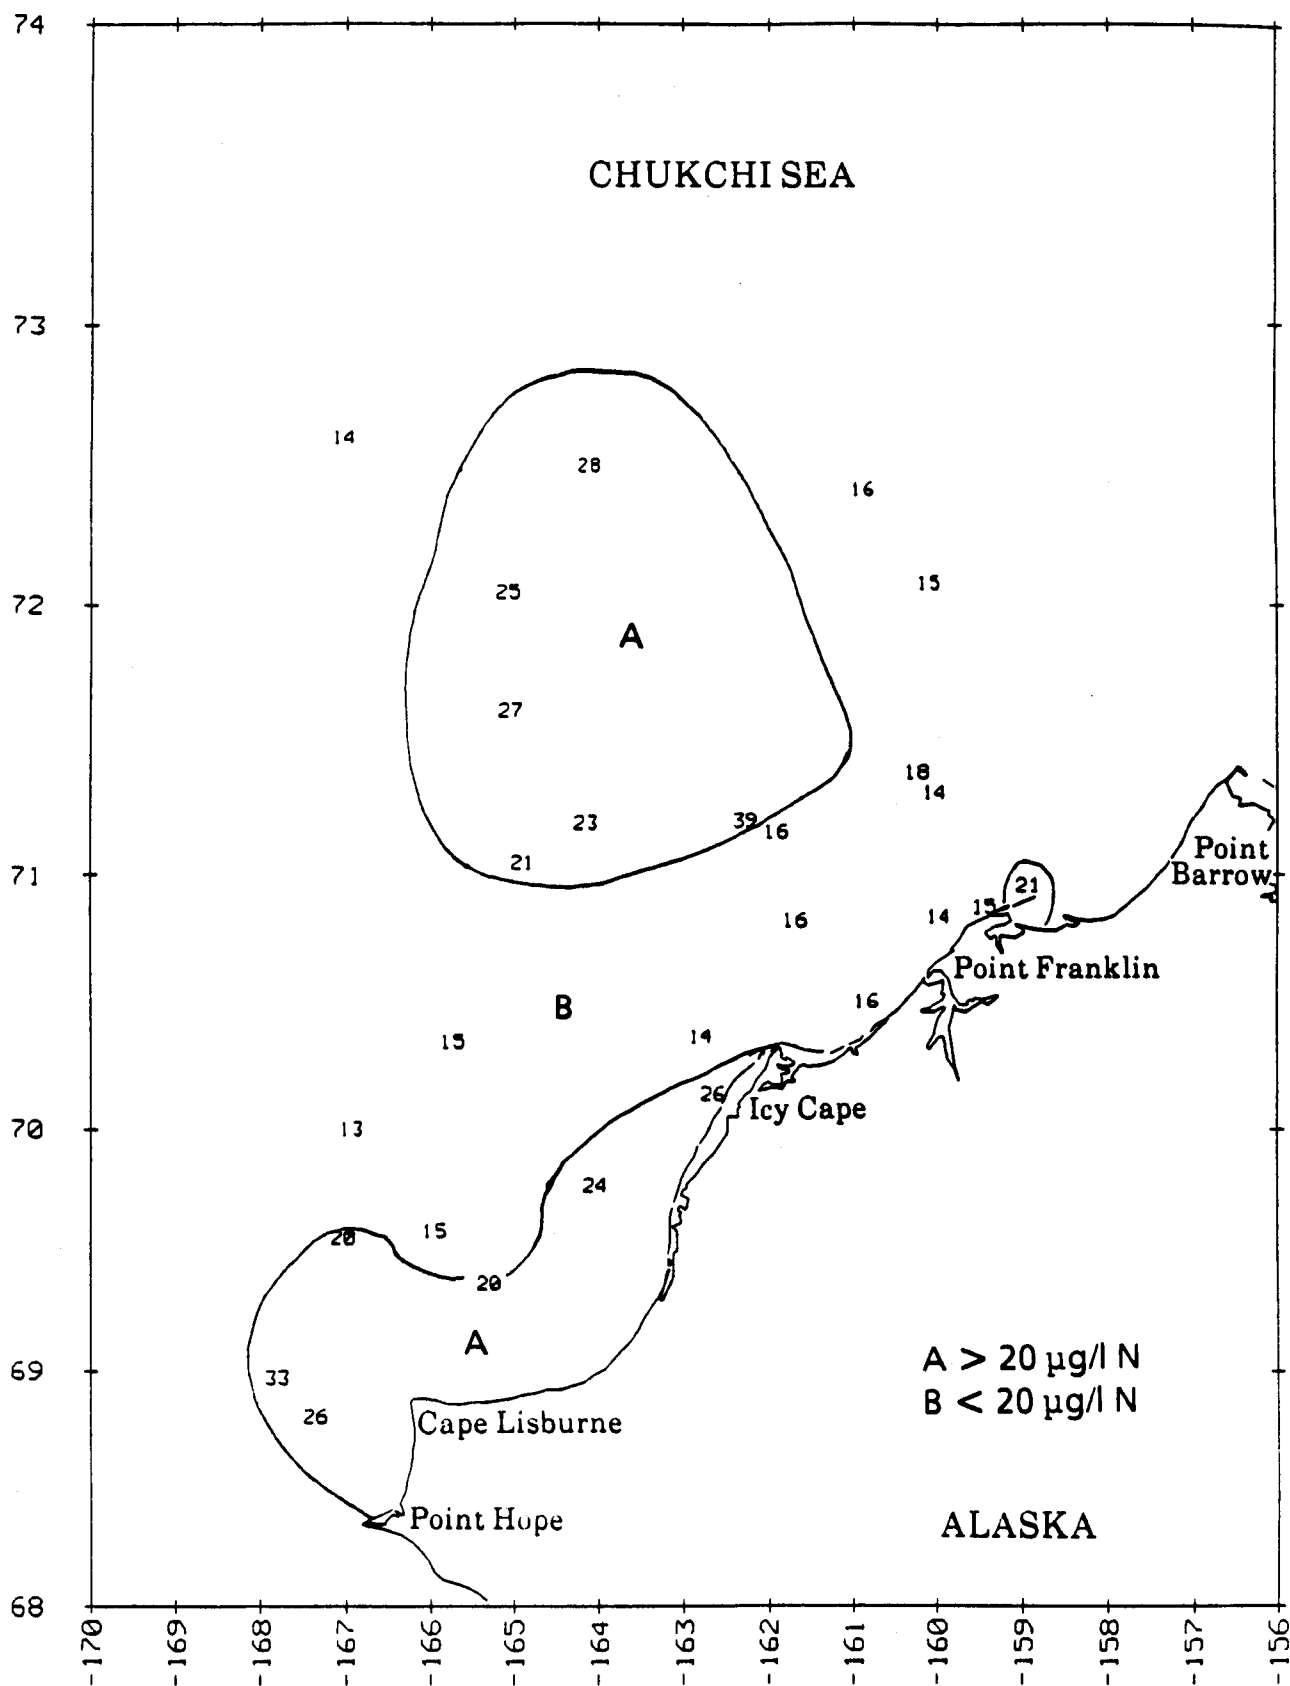 74
CHUKCHI SEA
73
14
28
16
25
15
72
A
27
18
14
23
39
16
21
Point
Barrow
71
21
15
14
16
Point Franklin
B
16
15
14
26
Icy Cape
13
70
24
15
20
20
A
A > 20 µg/l N
69
33
B < 20 µg/l N
26
Cape Lisburne
Point Hope
ALASKA
68
-170 -169 -168 -167 -166 -165 -164 -163 -162 -161 -160 -159 -158 -157 -156